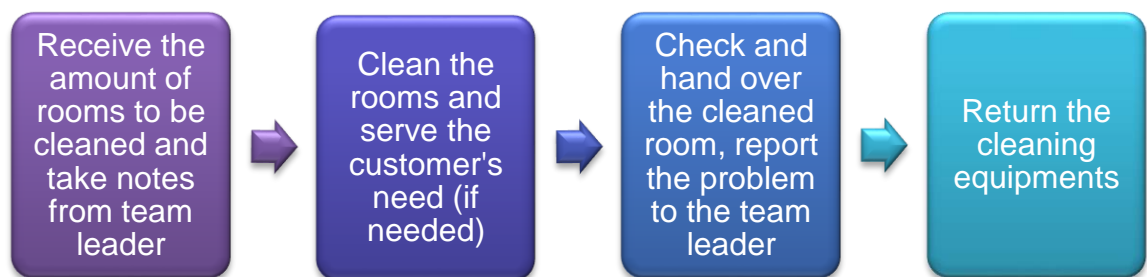 Receive the
amount of
rooms to be
cleaned and
take notes
from team
leader
Clean the
rooms and
serve the
customer's
need (if
needed)
Check and
hand over
the cleaned
room, report
the problem
to the team
leader
Return the
cleaning
equipments